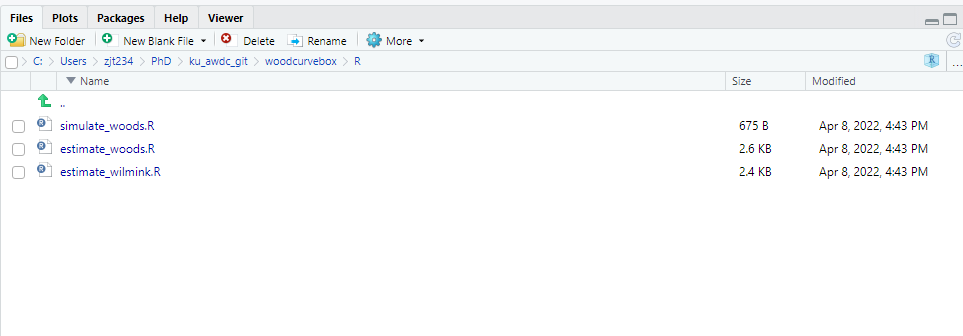 Files Plots Packages Help Viewer
New Folder New Blank File Delete Rename More
C: Users zjt234 PhD ku_awdc_git woodcurvebox R R ...
Name Size Modified
..
R simulate_woods.R 675 B Apr 8, 2022, 4:43 PM
R estimate_woods.R 2.6 KB Apr 8, 2022, 4:43 PM
R estimate_wilmink.R 2.4 KB Apr 8, 2022, 4:43 PM